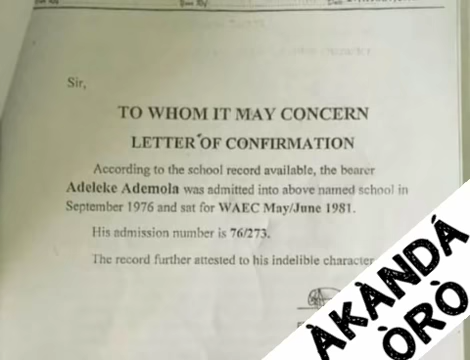 Sir,
TO WHOM IT MAY CONCERN
LETTER OF CONFIRMATION
According to the school record available, the bearer
Adeleke Ademola was admitted into above named school in
September 1976 and sat for WAEC May/June 1981.
His admission number is 76/273.
The record further attested to his indelible character
ÀKÀNDÁ
ÒRÒ